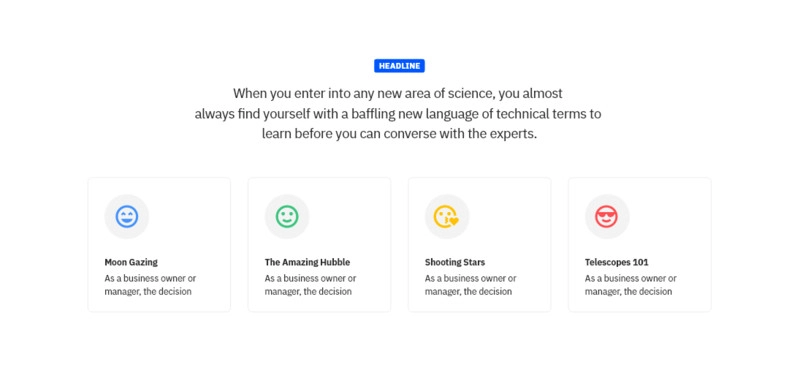 HEADLINE
When you enter into any new area of science, you almost
always find yourself with a baffling new language of technical terms to
learn before you can converse with the experts.
Moon Gazing
As a business owner or
manager, the decision
The Amazing Hubble
As a business owner or
manager, the decision
Shooting Stars
As a business owner or
manager, the decision
Telescopes 101
As a business owner or
manager, the decision